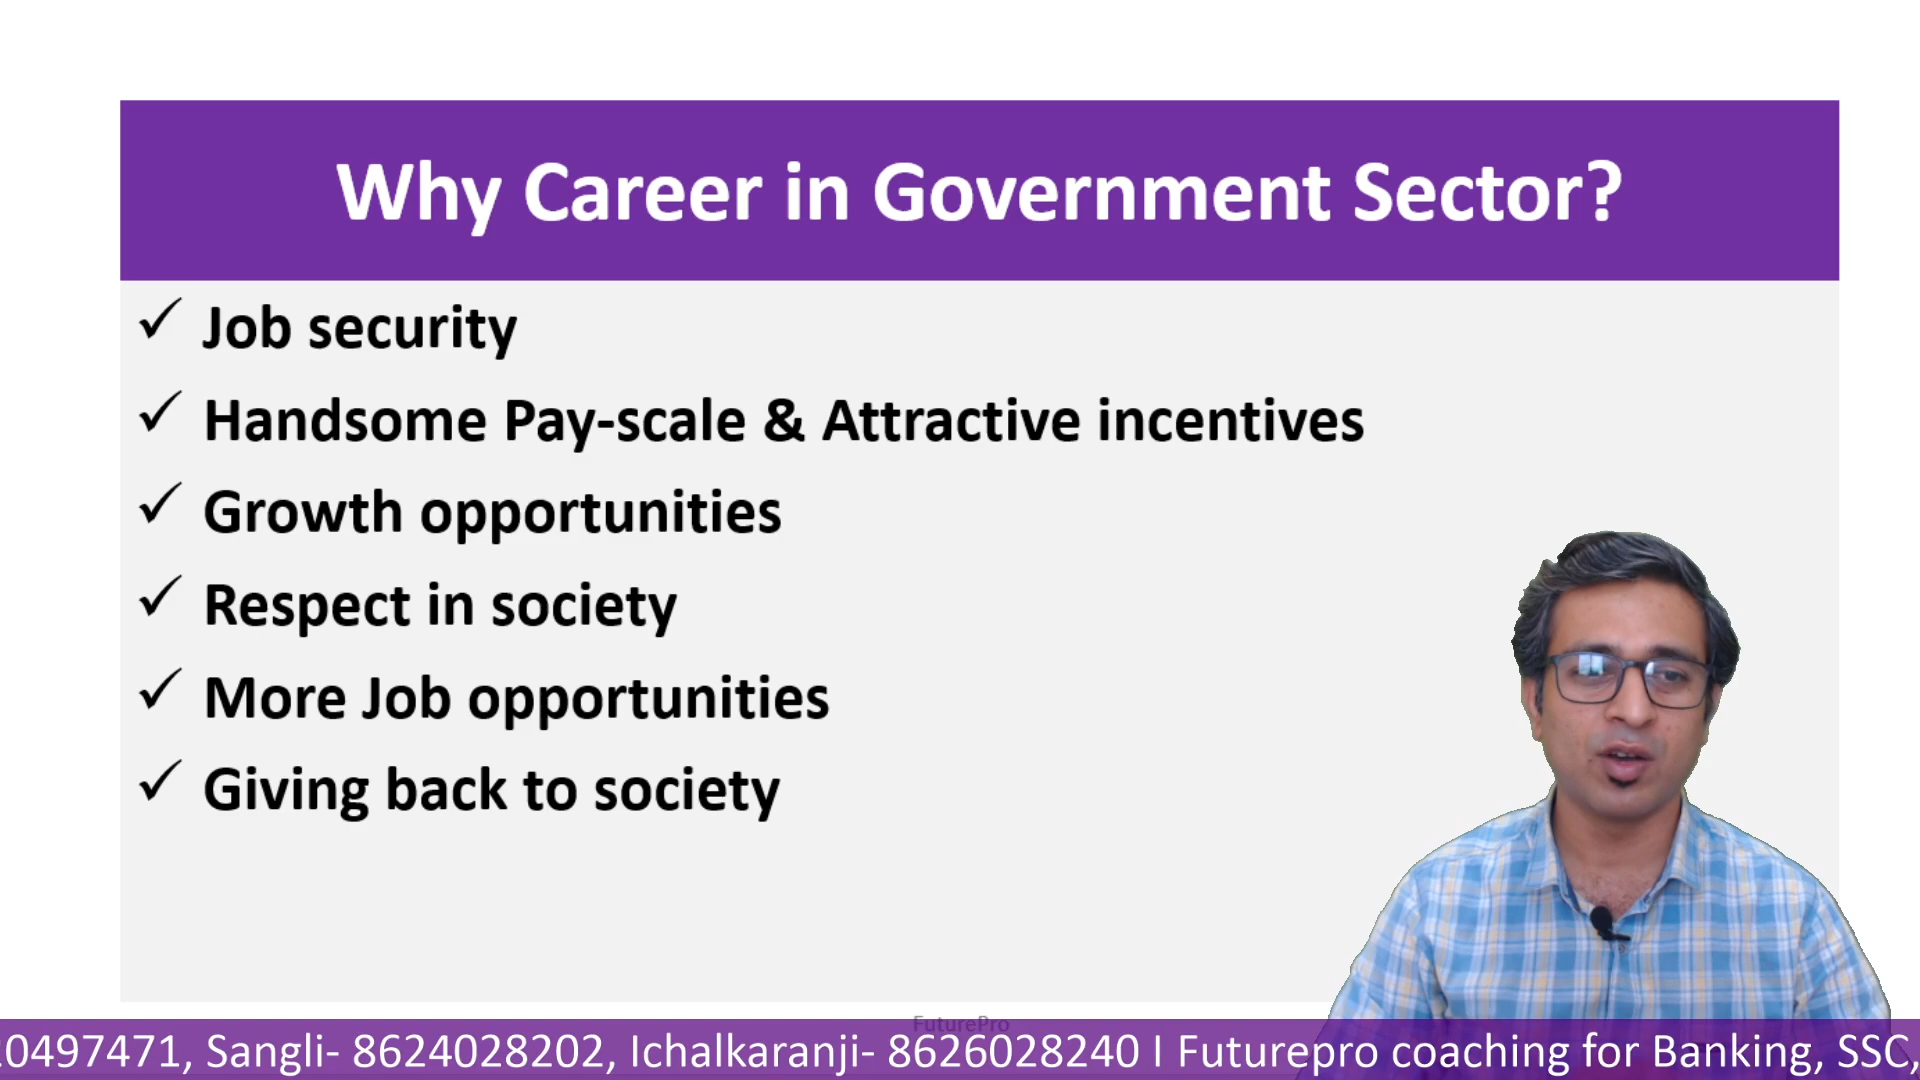 Why Career in Government Sector?
✓ Job security
✓ Handsome Pay-scale & Attractive incentives
✓ Growth opportunities
✓ Respect in society
✓ More Job opportunities
✓ Giving back to society
FuturePro
0497471, Sangli- 8624028202, Ichalkaranji- 8626028240 I Futurepro coaching for Banking, SSC,